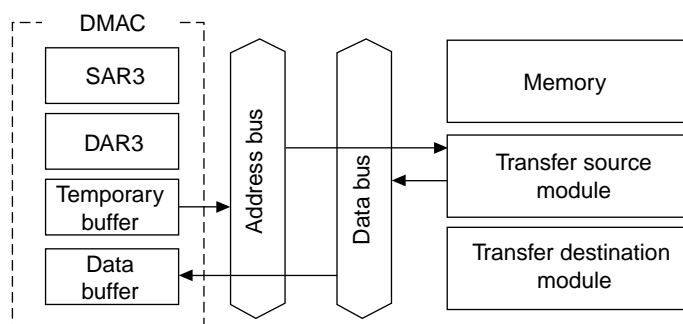 DMAC
SAR3
DAR3
Temporary
buffer
Data
buffer
Address bus
Data bus
Memory
Transfer source
module
Transfer destination
module